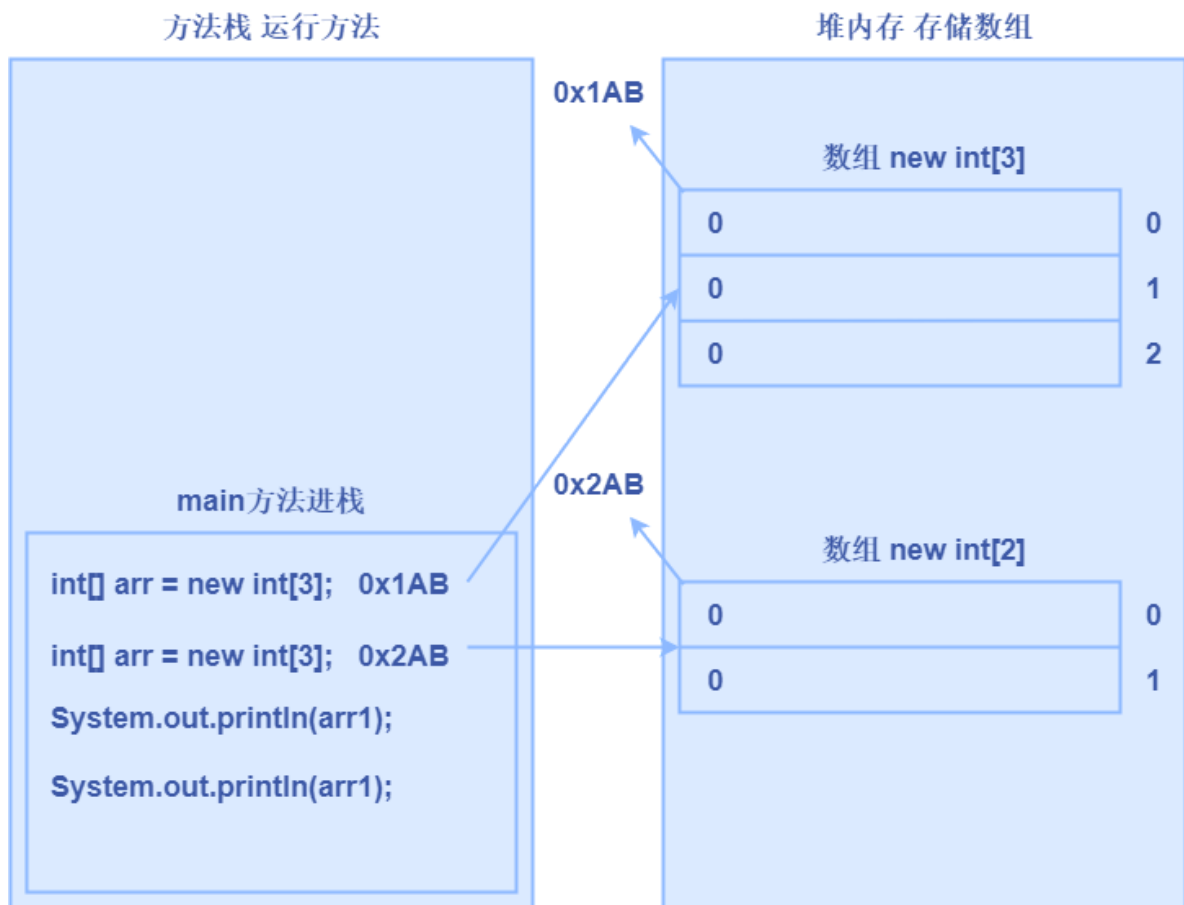 方法栈 运行方法
堆内存 存储数组
0x1AB
数组 new int[3]
0 0
0 1
0 2
main方法进栈
int[] arr = new int[3]; 0x1AB
int[] arr = new int[3]; 0x2AB
System.out.println(arr1);
System.out.println(arr1);
0x2AB
数组 new int[2]
0 0
0 1